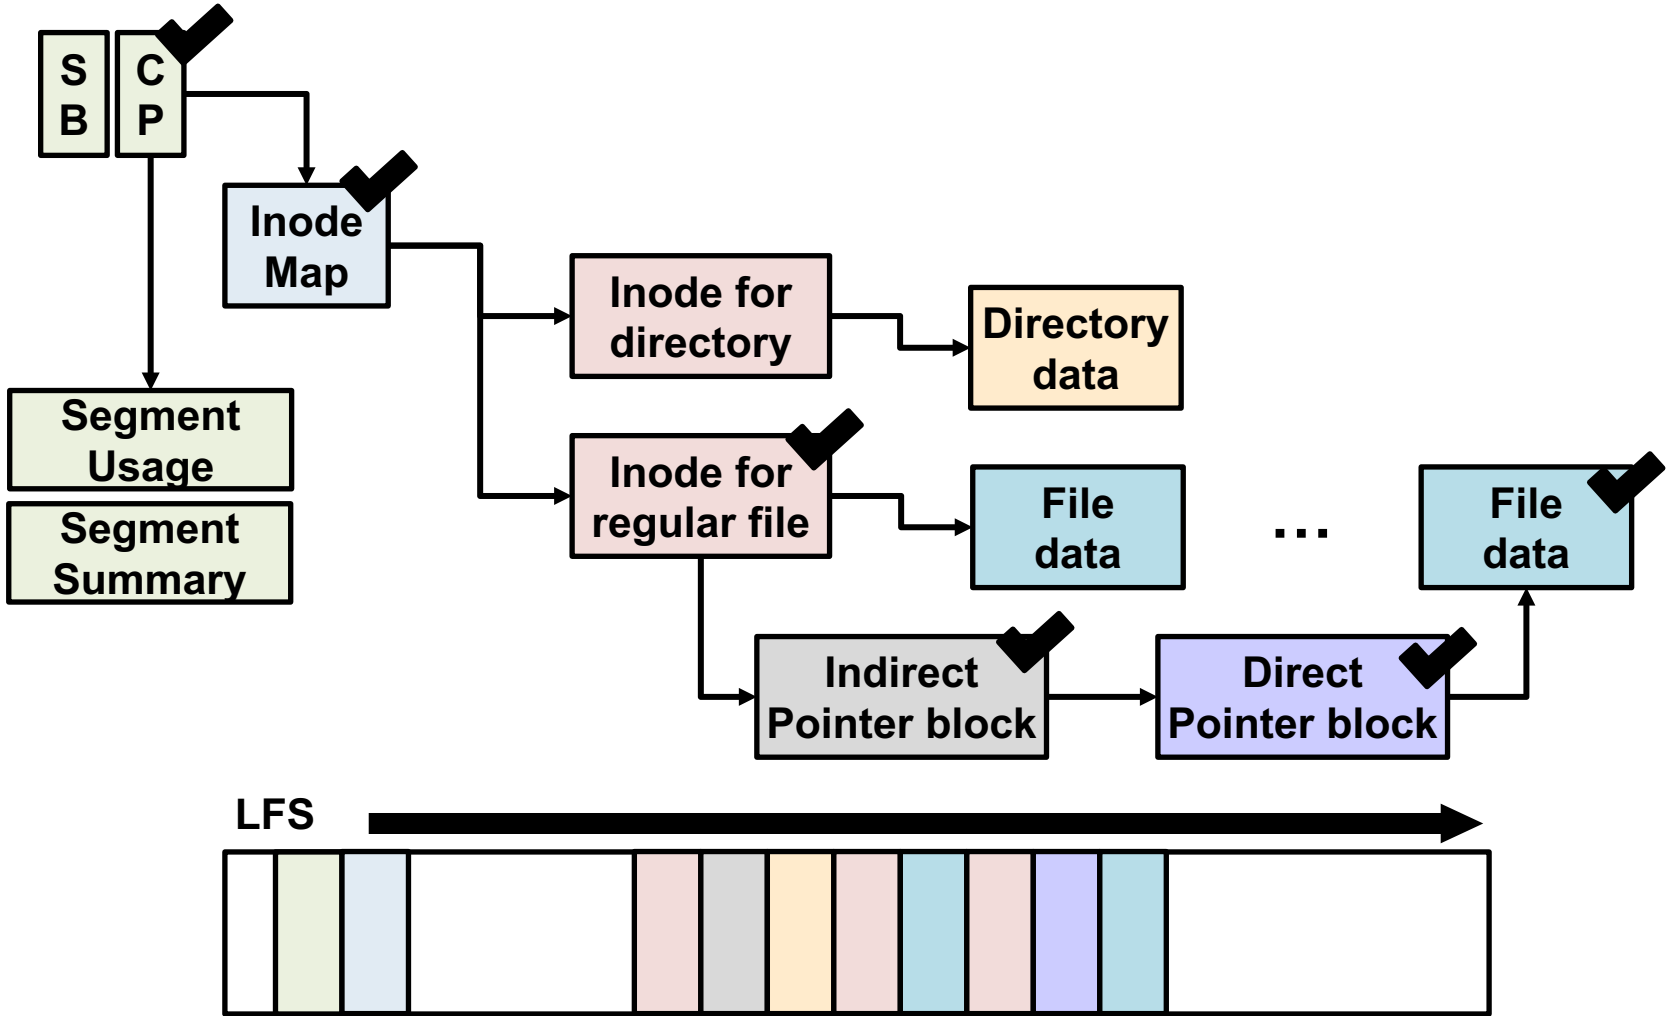 S
B
C
P
Inode
Map
Inode for
directory
Directory
data
Segment
Usage
Segment
Summary
Inode for
regular file
File
data
...
File
data
Indirect
Pointer block
Direct
Pointer block
LFS